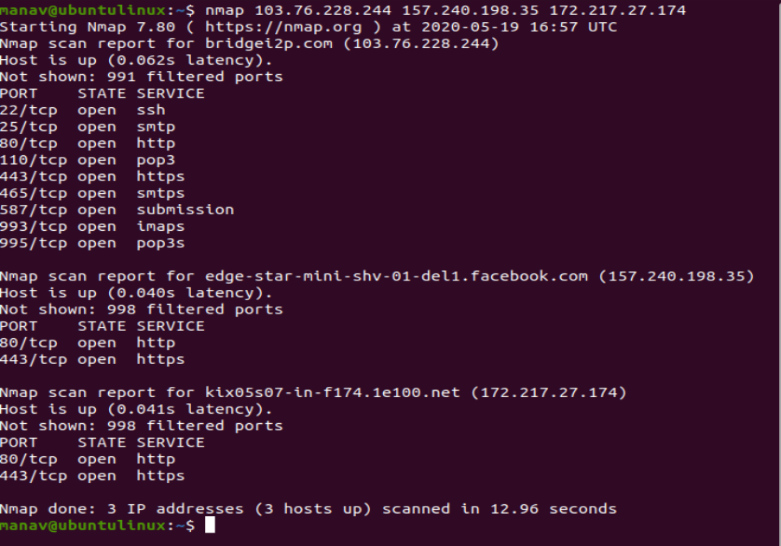 manav@ubuntulinux:~$ nmap 103.76.228.244 157.240.198.35 172.217.27.174
Starting Nmap 7.80 ( https://nmap.org ) at 2020-05-19 16:57 UTC
Nmap scan report for bridgei2p.com (103.76.228.244)
Host is up (0.062s latency).
Not shown: 991 filtered ports
PORT    STATE SERVICE
22/tcp  open  ssh
25/tcp  open  smtp
80/tcp  open  http
110/tcp open  pop3
443/tcp open  https
465/tcp open  smtps
587/tcp open  submission
993/tcp open  imaps
995/tcp open  pop3s
Nmap scan report for edge-star-mini-shv-01-del1.facebook.com (157.240.198.35)
Host is up (0.040s latency).
Not shown: 998 filtered ports
PORT    STATE SERVICE
80/tcp  open  http
443/tcp open  https
Nmap scan report for kix05s07-in-f174.1e100.net (172.217.27.174)
Host is up (0.041s latency).
Not shown: 998 filtered ports
PORT    STATE SERVICE
80/tcp  open  http
443/tcp open  https
Nmap done: 3 IP addresses (3 hosts up) scanned in 12.96 seconds
manav@ubuntulinux:~$